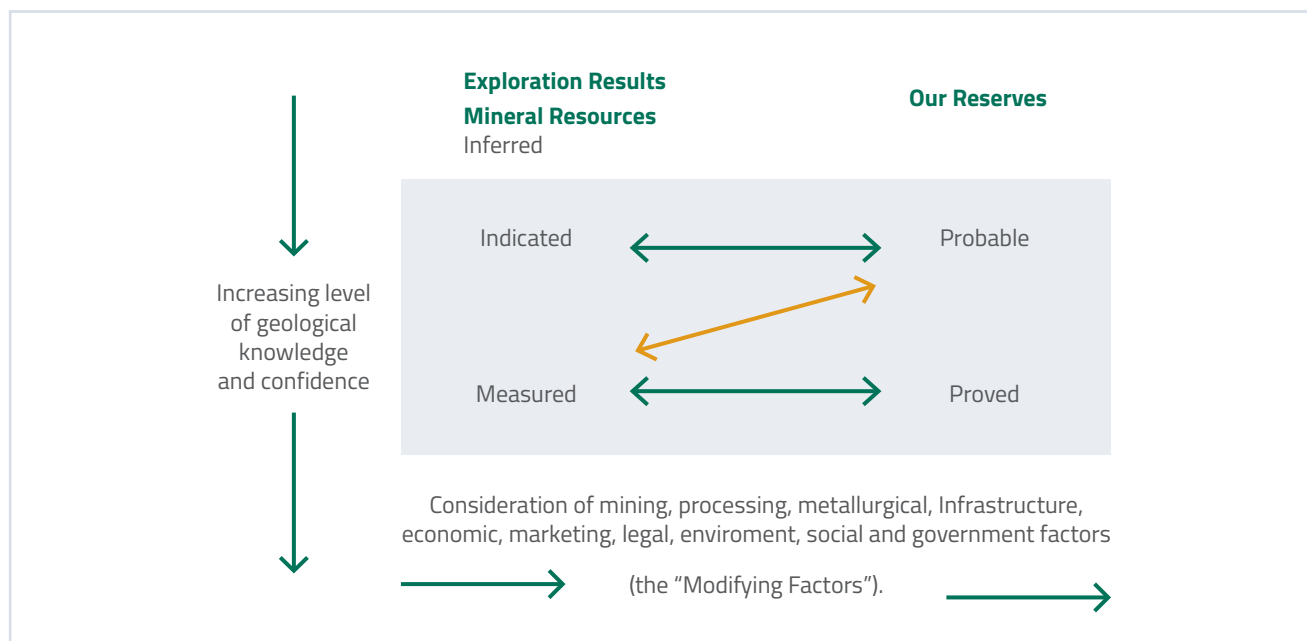 Exploration Results
Mineral Resources
Inferred
Our Reserves
Indicated
Probable
Increasing level
of geological
knowledge
and confidence
Measured
Proved
Consideration of mining, processing, metallurgical, Infrastructure,
economic, marketing, legal, enviroment, social and government factors
(the “Modifying Factors”).